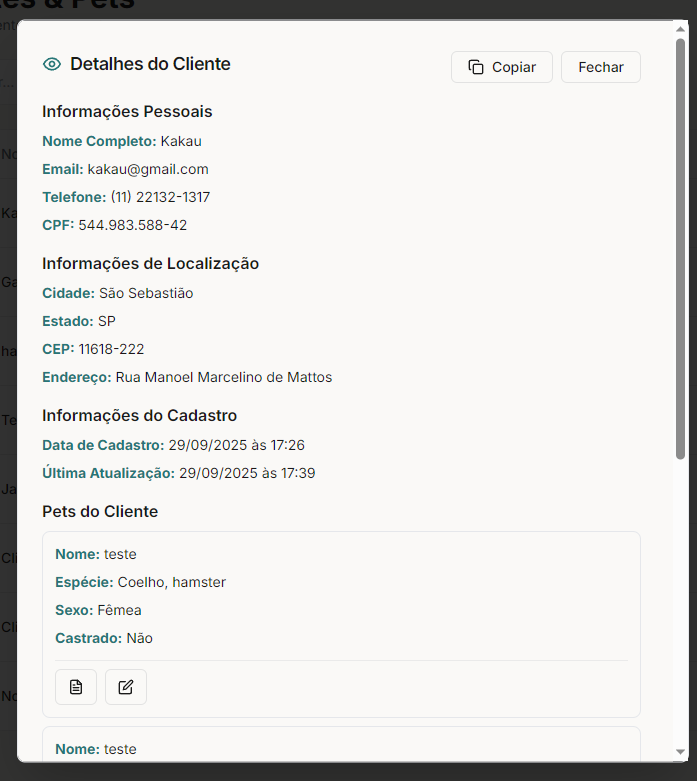 es & Pets
Detalhes do Cliente
Copiar
Fechar
Informações Pessoais
Nome Completo: Kakau
Email: kakau@gmail.com
Telefone: (11) 22132-1317
CPF: 544.983.588-42
Informações de Localização
Cidade: São Sebastião
Estado: SP
CEP: 11618-222
Endereço: Rua Manoel Marcelino de Mattos
Informações do Cadastro
Data de Cadastro: 29/09/2025 às 17:26
Última Atualização: 29/09/2025 às 17:39
Pets do Cliente
Nome: teste
Espécie: Coelho, hamster
Sexo: Fêmea
Castrado: Não
Nome: teste